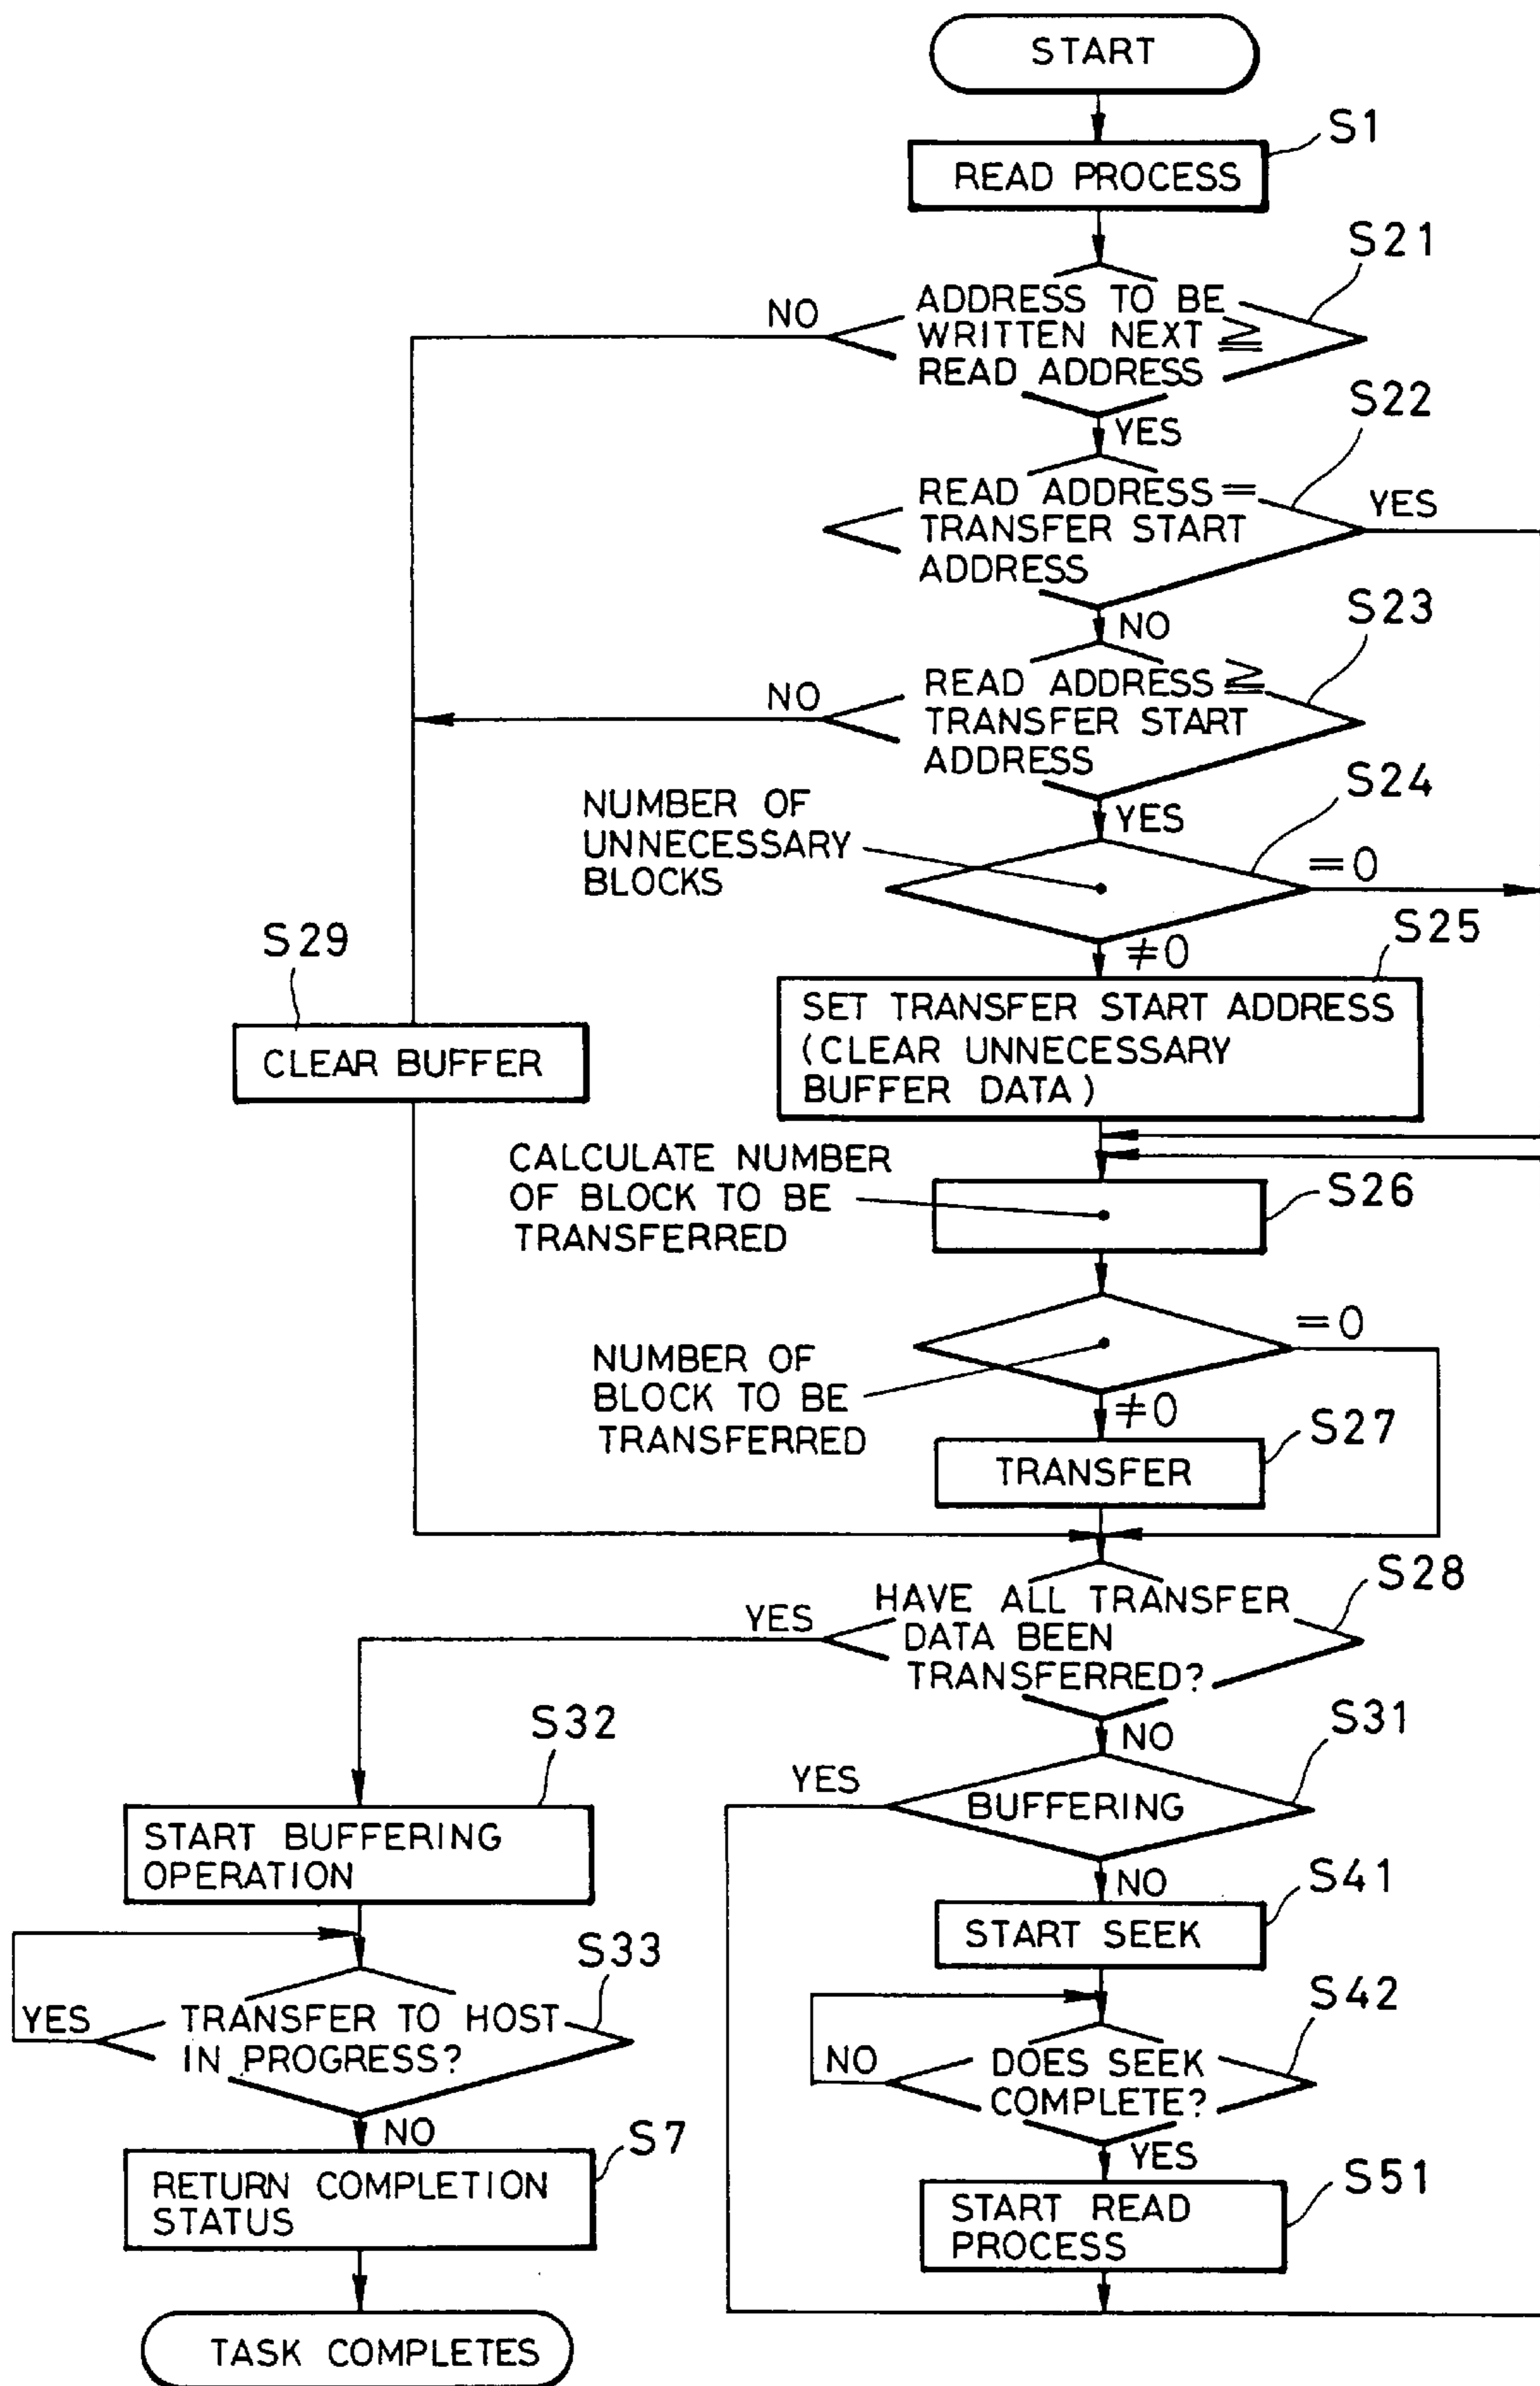 START
S1
READ PROCESS
S21
ADDRESS TO BE
WRITTEN NEXT ≧
READ ADDRESS
NO
YES
S22
READ ADDRESS =
TRANSFER START
ADDRESS
YES
NO
S23
READ ADDRESS ≧
TRANSFER START
ADDRESS
NO
YES
S24
NUMBER OF
UNNECESSARY
BLOCKS
=0
≠0
S25
SET TRANSFER START ADDRESS
(CLEAR UNNECESSARY
BUFFER DATA)
S29
CLEAR BUFFER
CALCULATE NUMBER
OF BLOCK TO BE
TRANSFERRED
S26
NUMBER OF
BLOCK TO BE
TRANSFERRED
=0
≠0
S27
TRANSFER
S28
HAVE ALL TRANSFER
DATA BEEN
TRANSFERRED?
YES
NO
S31
BUFFERING
YES
NO
S32
START BUFFERING
OPERATION
S33
TRANSFER TO HOST
IN PROGRESS?
YES
NO
S7
RETURN COMPLETION
STATUS
TASK COMPLETES
S41
START SEEK
S42
DOES SEEK
COMPLETE?
NO
YES
S51
START READ
PROCESS